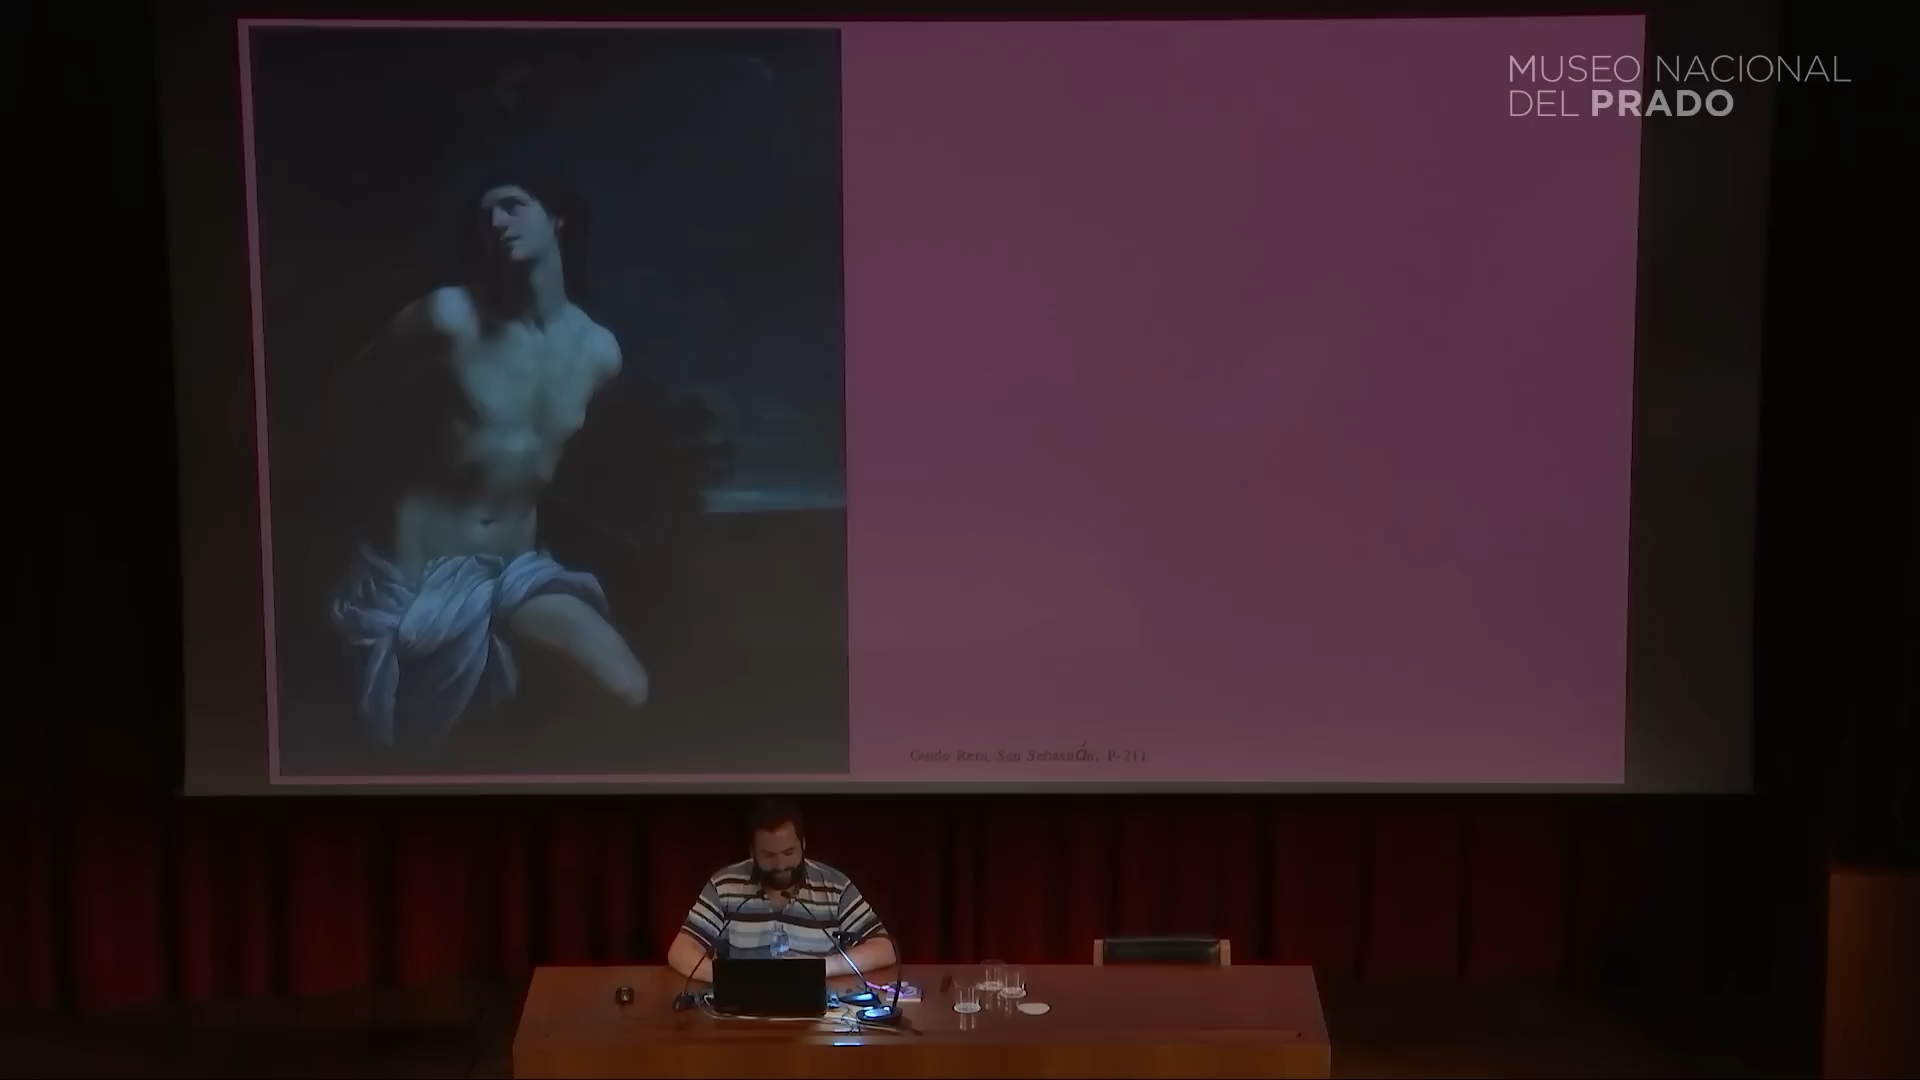 MUSEO NACIONAL
DEL PRADO
Guido Reni, San Sebastián, P-211